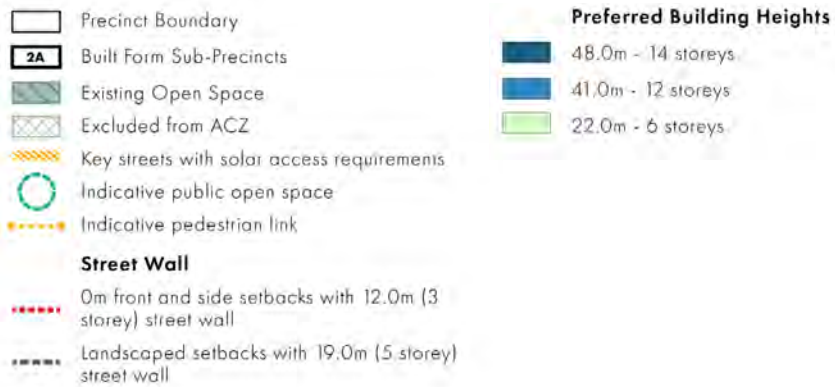 Precinct Boundary
2A Built Form Sub-Precincts
Existing Open Space
Excluded from ACZ
Key streets with solar access requirements
Indicative public open space
Indicative pedestrian link
Street Wall
0m front and side setbacks with 12.0m (3
storey) street wall
Landscaped setbacks with 19.0m (5 storey)
street wall
Preferred Building Heights
48.0m - 14 storeys
41.0m - 12 storeys
22.0m - 6 storeys